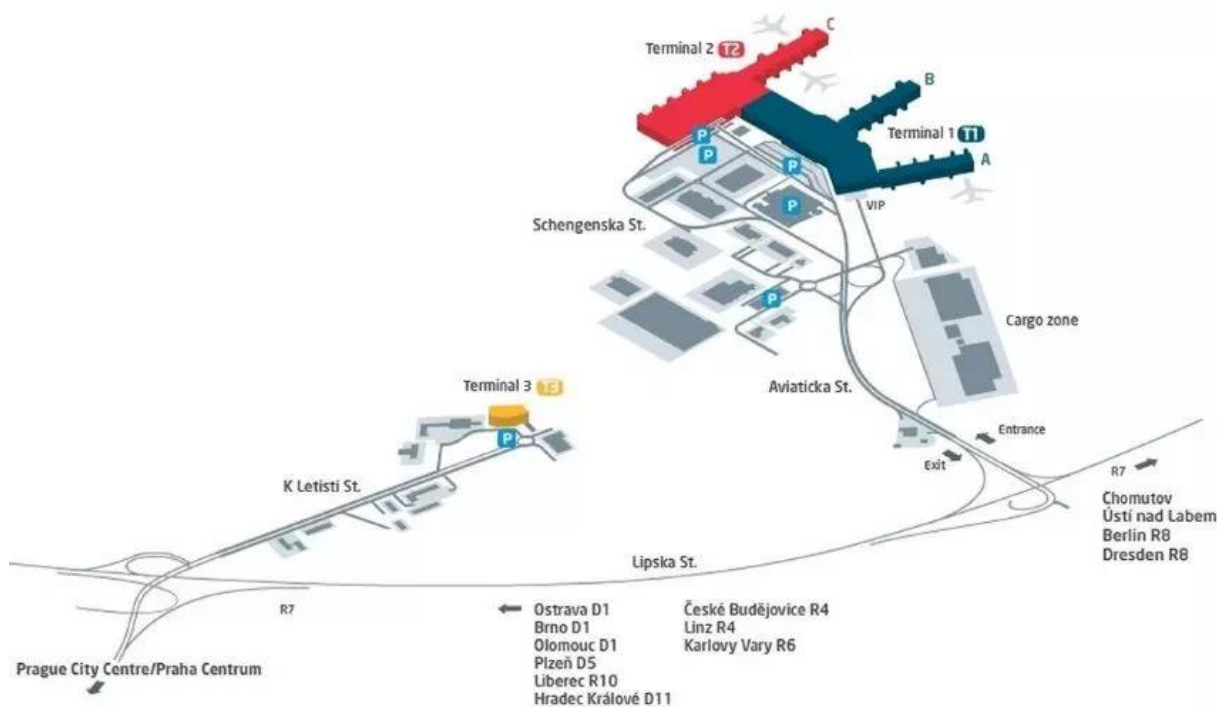 C
Terminal 2 T2
B
Terminal 1 T1
A
P
P
P
P
VIP
Schengenska St.
P
Cargo zone
Aviaticka St.
Terminal 3 T3
P
Entrance
Exit
K Letisti St.
R7
Chomutov
Ústí nad Labem
Berlin R8
Dresden R8
Lipska St.
R7
Ostrava D1
Brno D1
Olomouc D1
Plzeň D5
Liberec R10
Hradec Králové D11
České Budějovice R4
Linz R4
Karlovy Vary R6
Prague City Centre/Praha Centrum